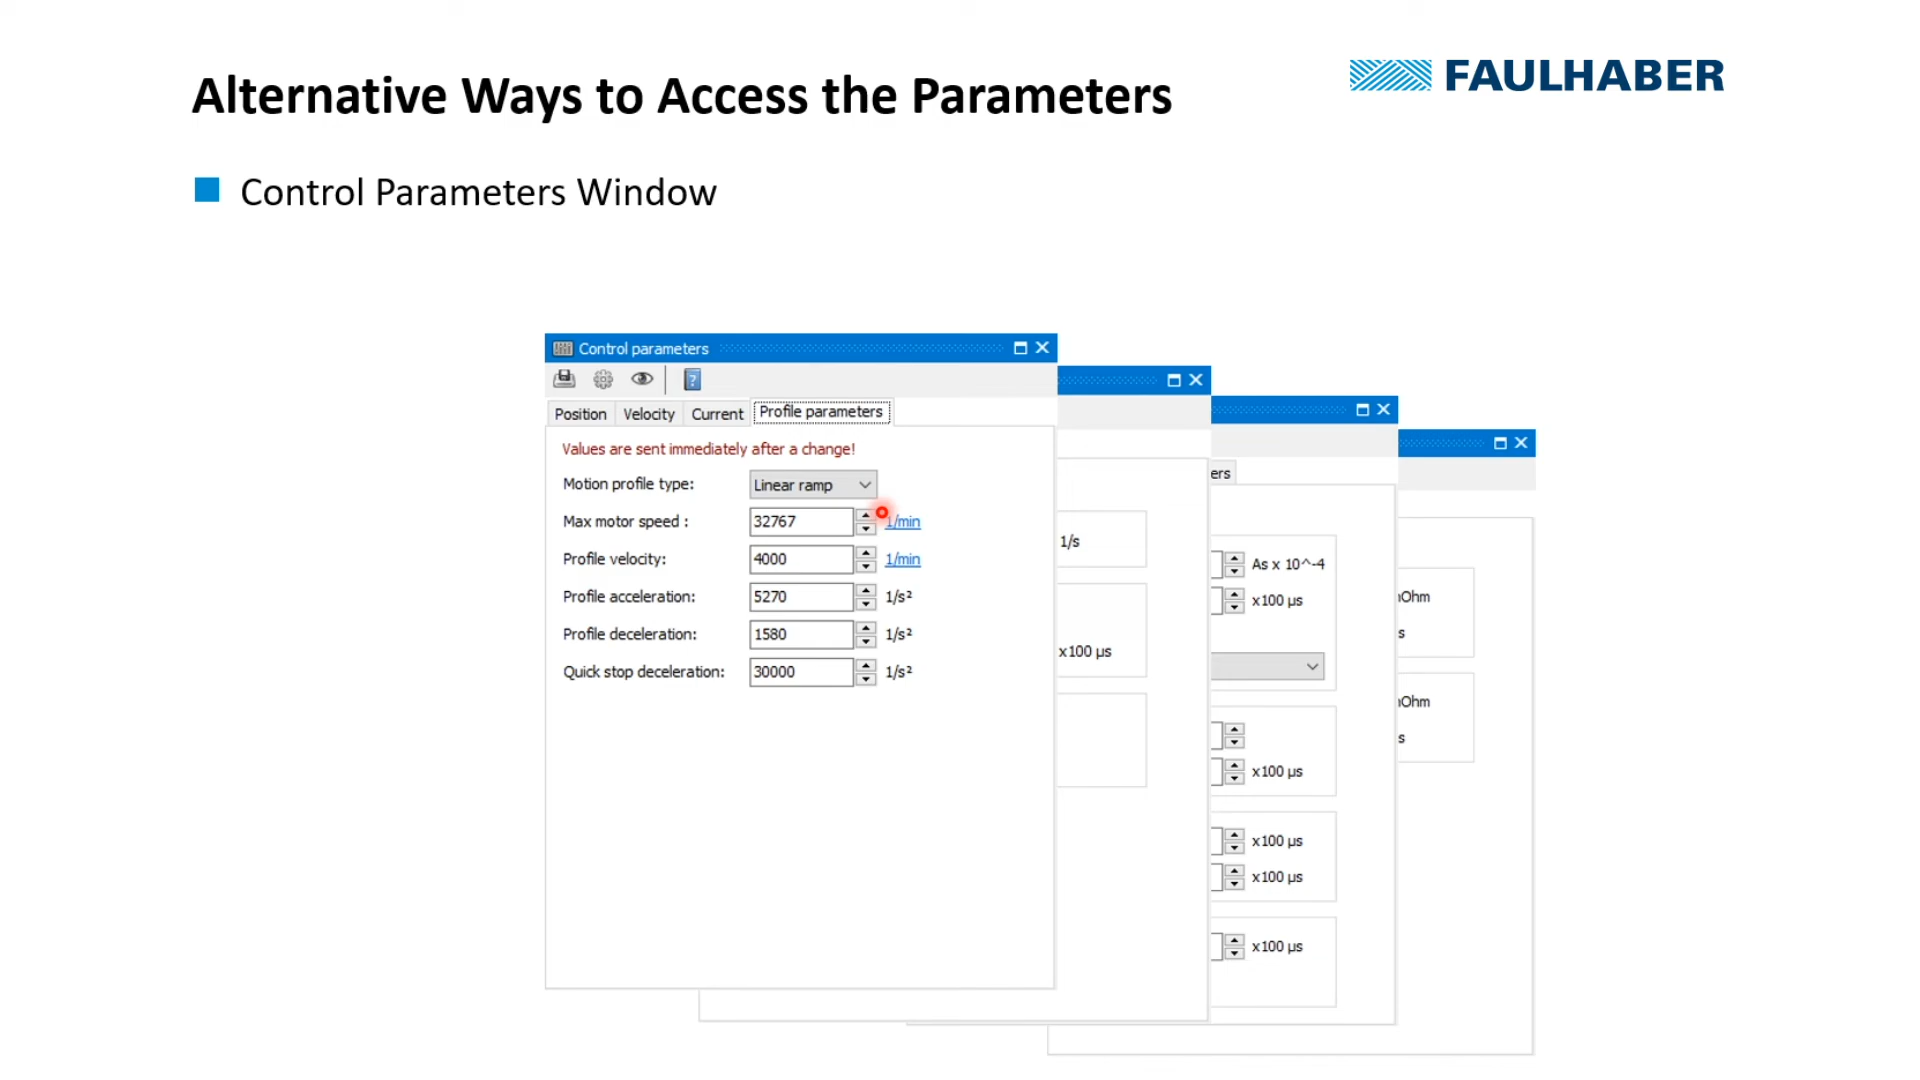 Alternative Ways to Access the Parameters
FAULHABER
Control Parameters Window
Control parameters
Position Velocity Current Profile parameters
Values are sent immediately after a change!
Motion profile type: Linear ramp
Max motor speed : 32767 1/min
Profile velocity: 4000 1/min
Profile acceleration: 5270 1/s²
Profile deceleration: 1580 1/s²
Quick stop deceleration: 30000 1/s²
1/s
x100 µs
ers
As x 10^-4
x100 µs
x100 µs
x100 µs
x100 µs
x100 µs
Ohm
s
Ohm
s